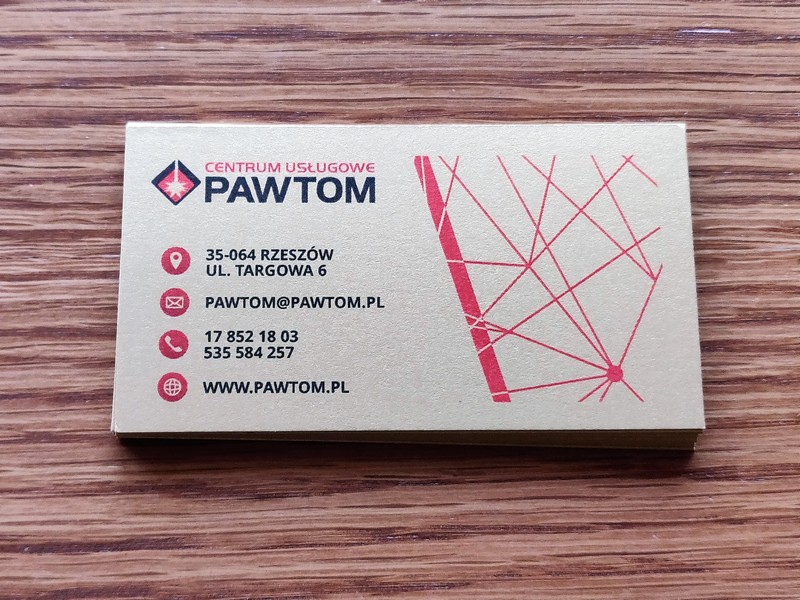 CENTRUM USŁUGOWE
PAWTOM
35-064 RZESZÓW
UL. TARGOWA 6
PAWTOM@PAWTOM.PL
17 852 18 03
535 584 257
WWW.PAWTOM.PL